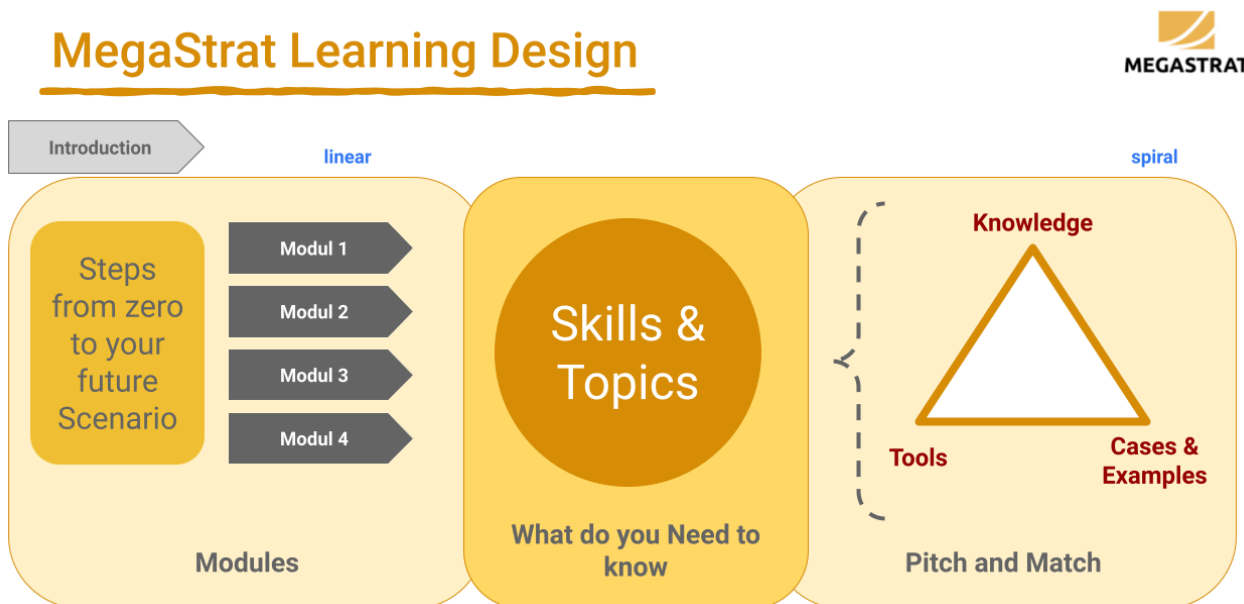 MegaStrat Learning Design
MEGASTRAT
Introduction
linear
spiral
Steps
from zero
to your
future
Scenario
Modul 1
Modul 2
Modul 3
Modul 4
Modules
Skills &
Topics
What do you Need to
know
Knowledge
Tools
Cases &
Examples
Pitch and Match